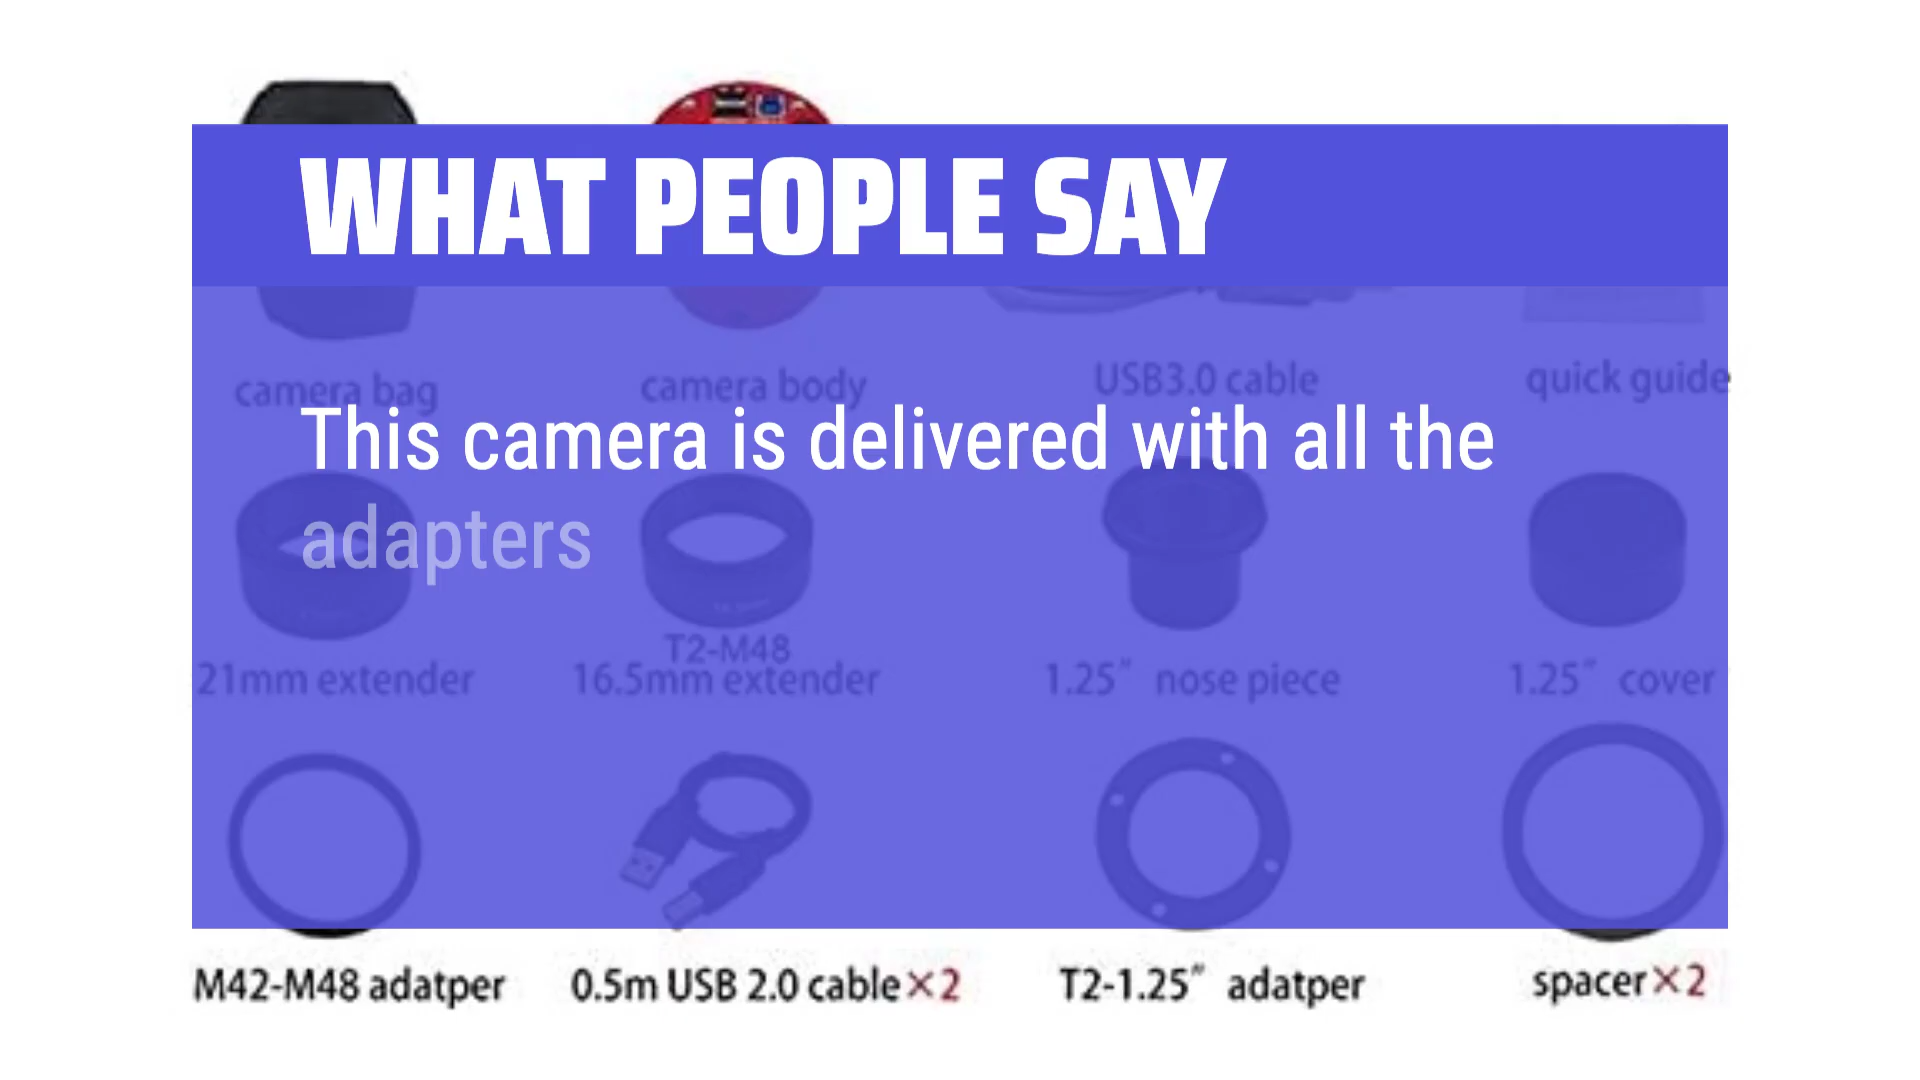 WHAT PEOPLE SAY
camera bag camera body USB3.0 cable quick guide
This camera is delivered with all the
adapters
T2-M48
21mm extender 16.5mm extender 1.25″ nose piece 1.25″ cover
M42-M48 adatper 0.5m USB 2.0 cable×2 T2-1.25″ adatper spacer×2